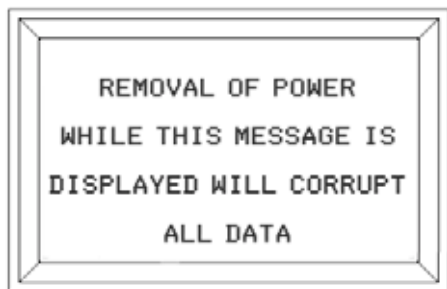 REMOVAL OF POWER
WHILE THIS MESSAGE IS
DISPLAYED WILL CORRUPT
ALL DATA